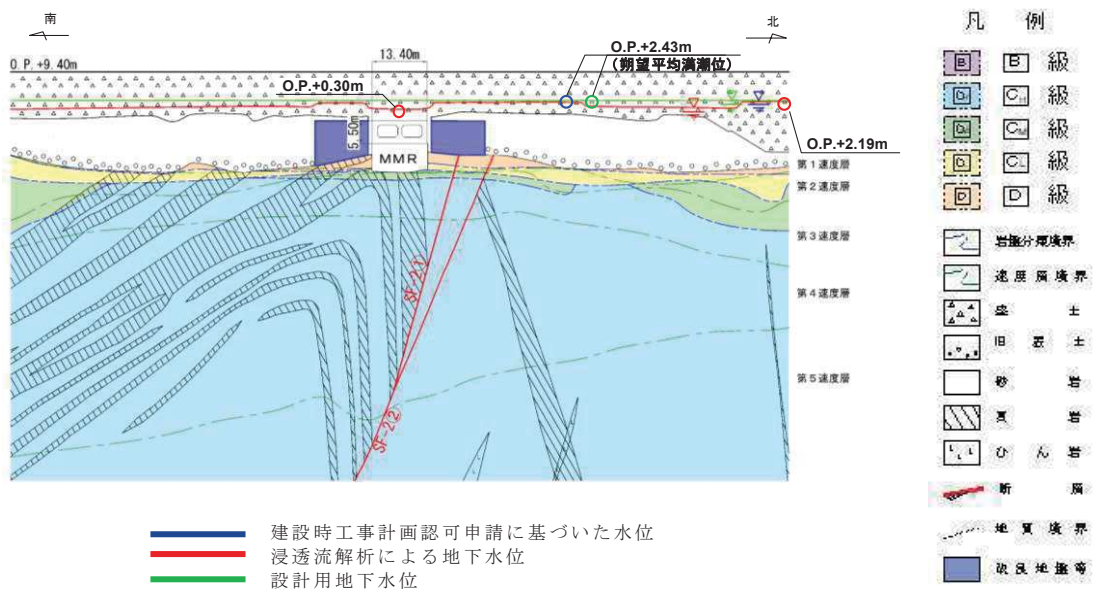 南
北
13.40m
O.P.+2.43m
(朔望平均満潮位)
O.P.+9.40m
O.P.+0.30m
5.50m
MMR
O.P.+2.19m
第1速度層
第2速度層
第3速度層
第4速度層
第5速度層
SF-2①
SF-2②
建設時工事計画認可申請に基づいた水位
浸透流解析による地下水位
設計用地下水位
凡 例
B B 級
CH CH 級
CM CM 級
CL CL 級
D D 級
岩盤分類境界
速度層境界
盛 土
旧 表 土
砂 岩
頁 岩
ひ ん 岩
断 層
地質境界
改良地盤等